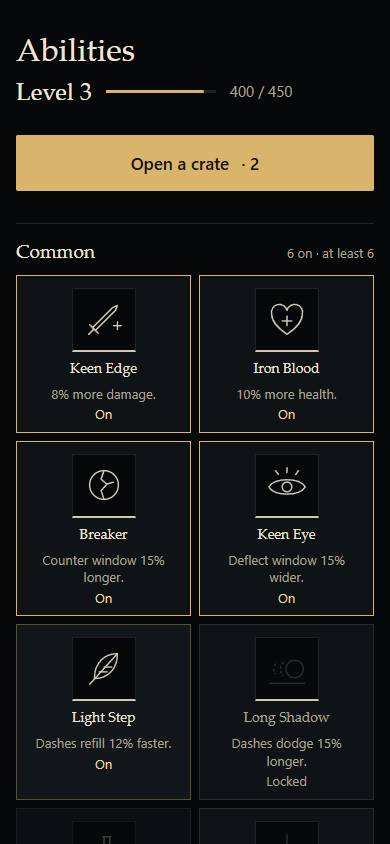 Abilities
Level 3 400 / 450
Open a crate · 2
Common 6 on · at least 6
Keen Edge
8% more damage.
On
Iron Blood
10% more health.
On
Breaker
Counter window 15%
longer.
On
Keen Eye
Deflect window 15%
wider.
On
Light Step
Dashes refill 12% faster.
On
Long Shadow
Dashes dodge 15%
longer.
Locked